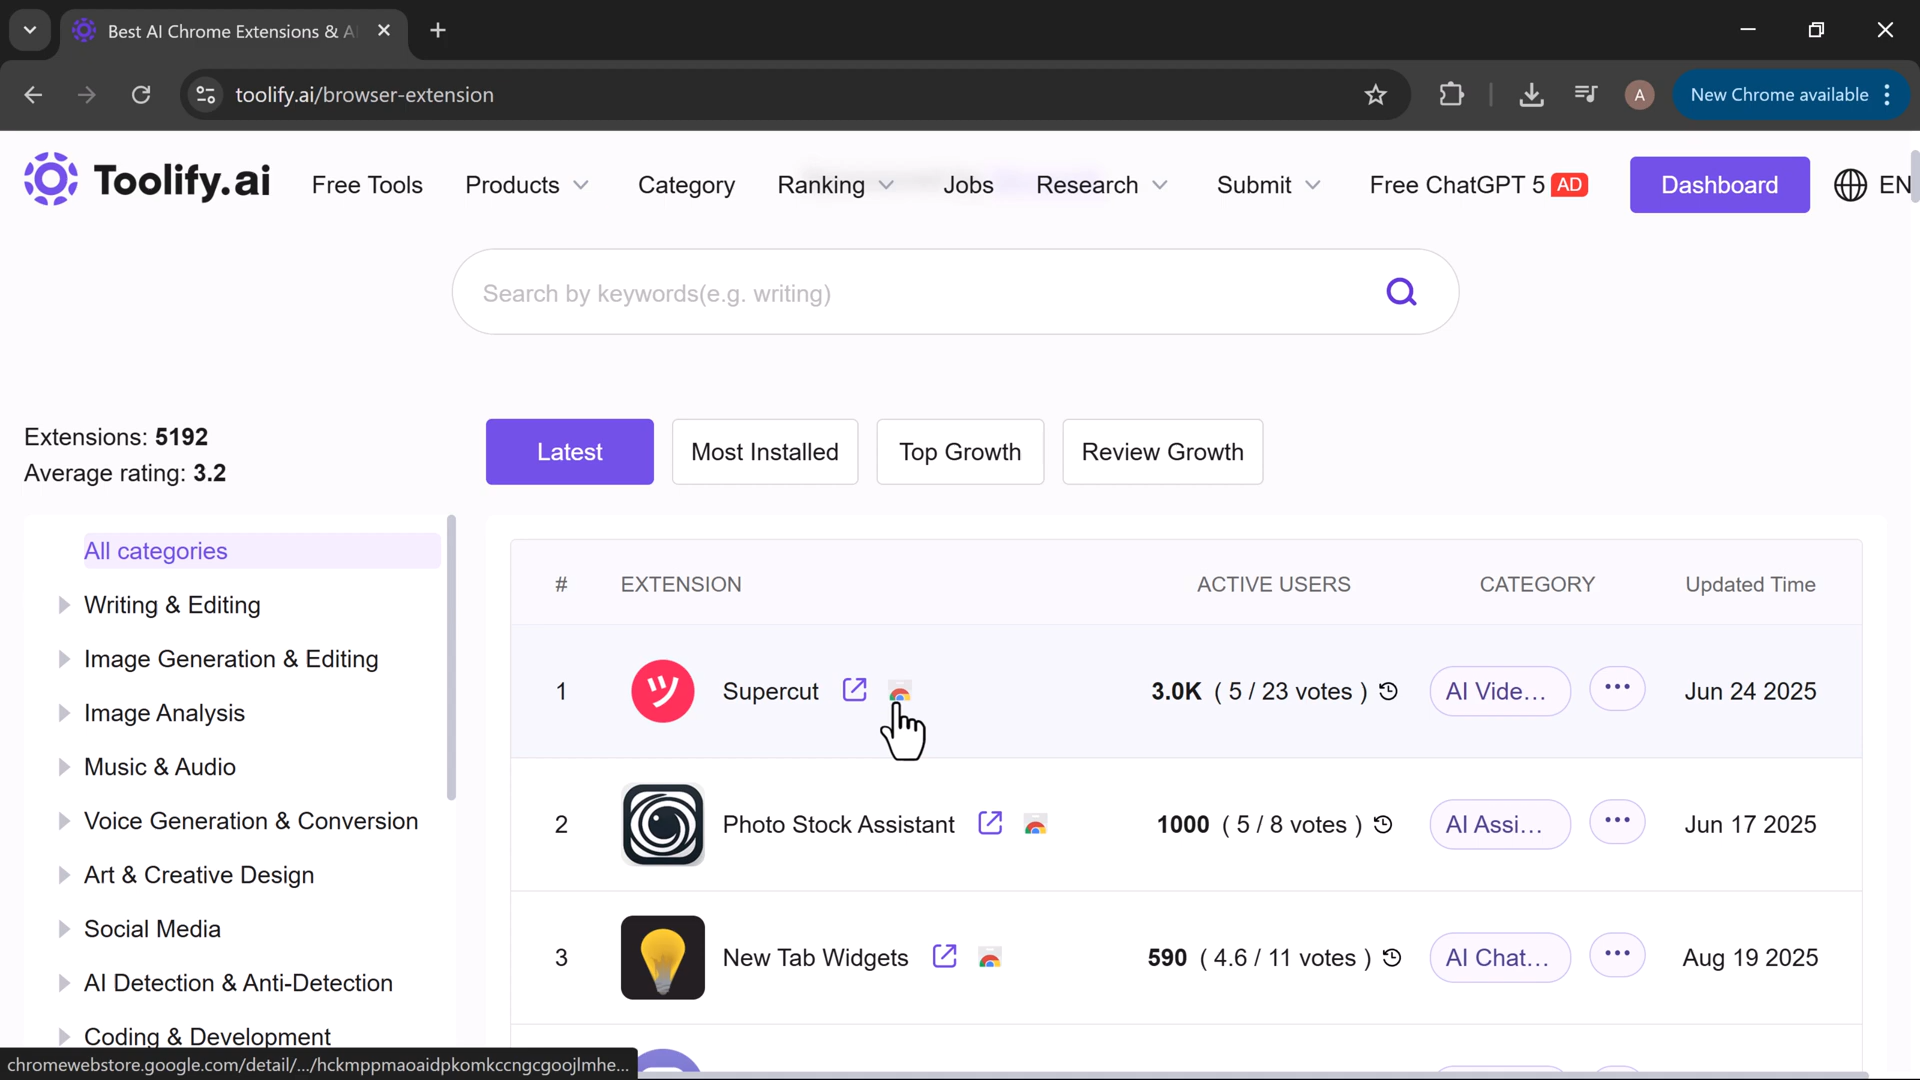 Best AI Chrome Extensions & A
toolify.ai/browser-extension
A
New Chrome available
Toolify.ai
Free Tools
Products
Category
Ranking
Jobs
Research
Submit
Free ChatGPT 5 AD
Dashboard
EN
Search by keywords(e.g. writing)
Extensions: 5192
Average rating: 3.2
Latest
Most Installed
Top Growth
Review Growth
All categories
Writing & Editing
Image Generation & Editing
Image Analysis
Music & Audio
Voice Generation & Conversion
Art & Creative Design
Social Media
AI Detection & Anti-Detection
Coding & Development
# EXTENSION ACTIVE USERS CATEGORY Updated Time
1 Supercut 3.0K ( 5 / 23 votes ) AI Vide... ... Jun 24 2025
2 Photo Stock Assistant 1000 ( 5 / 8 votes ) AI Assi... ... Jun 17 2025
3 New Tab Widgets 590 ( 4.6 / 11 votes ) AI Chat... ... Aug 19 2025
chromewebstore.google.com/detail/.../hckmppmaoaidpkomkccngcgoojlmhe...